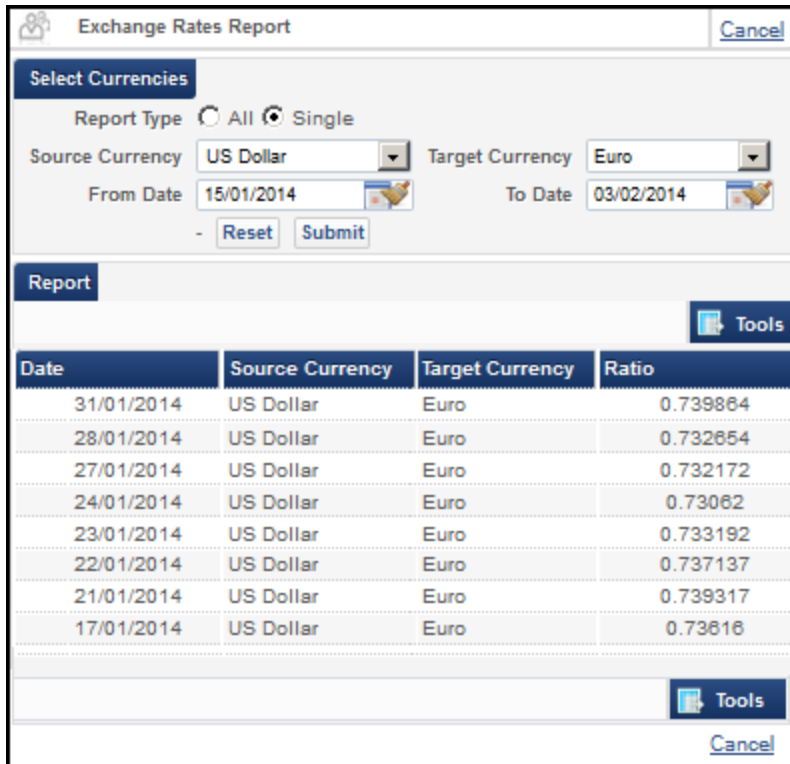 Exchange Rates Report Cancel
Select Currencies
Report Type All Single
Source Currency US Dollar Target Currency Euro
From Date 15/01/2014 To Date 03/02/2014
- Reset Submit
Report
Tools
Date Source Currency Target Currency Ratio
31/01/2014 US Dollar Euro 0.739864
28/01/2014 US Dollar Euro 0.732654
27/01/2014 US Dollar Euro 0.732172
24/01/2014 US Dollar Euro 0.73062
23/01/2014 US Dollar Euro 0.733192
22/01/2014 US Dollar Euro 0.737137
21/01/2014 US Dollar Euro 0.739317
17/01/2014 US Dollar Euro 0.73616
Tools
Cancel